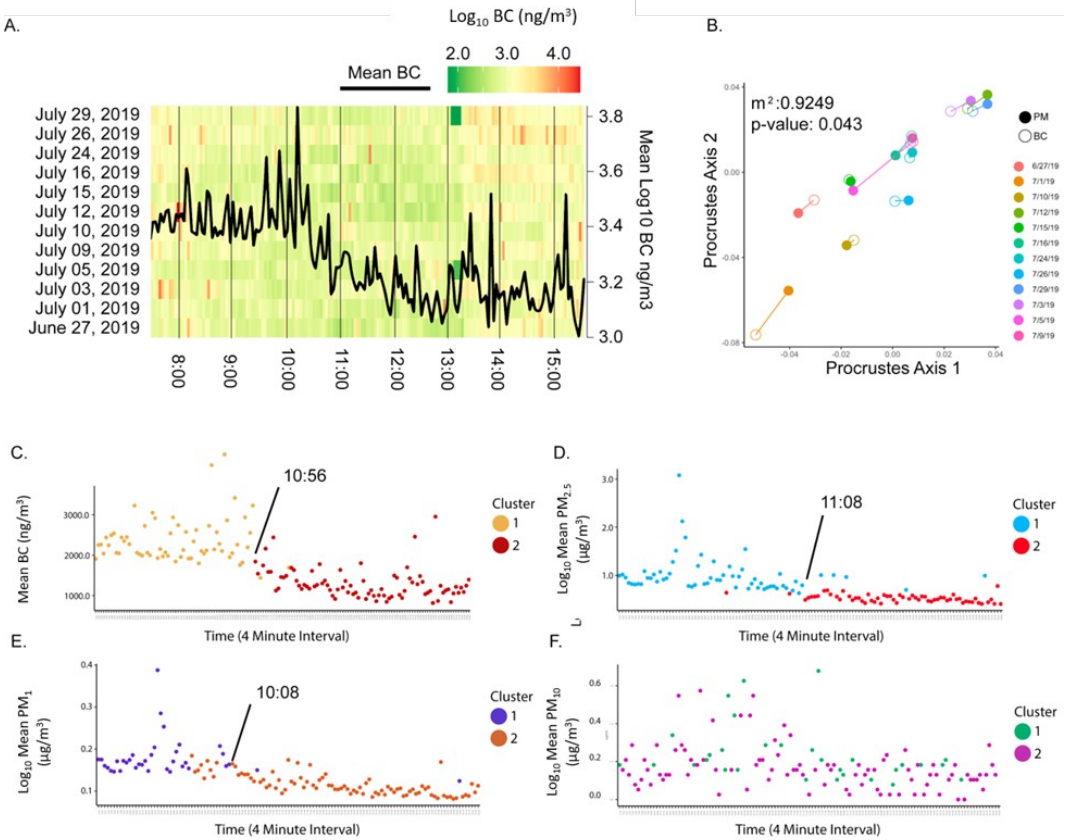 A.
Log10 BC (ng/m3)
2.0 3.0 4.0
Mean BC
July 29, 2019
July 26, 2019
July 24, 2019
July 16, 2019
July 15, 2019
July 12, 2019
July 10, 2019
July 09, 2019
July 05, 2019
July 03, 2019
July 01, 2019
June 27, 2019
3.8
3.6
3.4
3.2
3.0
Mean Log10 BC ng/m3
8:00 9:00 10:00 11:00 12:00 13:00 14:00 15:00
B.
m2:0.9249
p-value: 0.043
Procrustes Axis 2
0.04
0.00
-0.04
-0.08
-0.04 -0.02 0.00 0.02 0.04
Procrustes Axis 1
PM
BC
6/27/19
7/1/19
7/10/19
7/12/19
7/15/19
7/16/19
7/24/19
7/26/19
7/29/19
7/3/19
7/5/19
7/9/19
C.
10:56
Mean BC (ng/m3)
3000.0
2000.0
1000.0
Time (4 Minute Interval)
Cluster
1
2
D.
11:08
Log10 Mean PM2.5
(µg/m3)
3.0
2.0
1.0
Time (4 Minute Interval)
Cluster
1
2
E.
10:08
Log10 Mean PM1
(µg/m3)
0.4
0.3
0.2
0.1
Time (4 Minute Interval)
Cluster
1
2
F.
Log10 Mean PM10
(µg/m3)
0.6
0.4
0.2
0.0
Time (4 Minute Interval)
Cluster
1
2